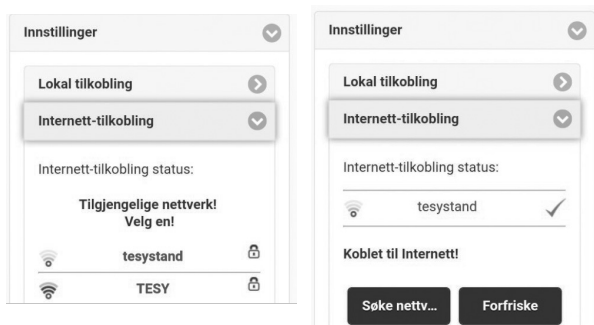 Innstillinger
Lokal tilkobling
Internett-tilkobling
Internett-tilkobling status:
Tilgjengelige nettverk!
Velg en!
tesystand
TESY
Innstillinger
Lokal tilkobling
Internett-tilkobling
Internett-tilkobling status:
tesystand
Koblet til Internett!
Søke nettv...
Forfriske